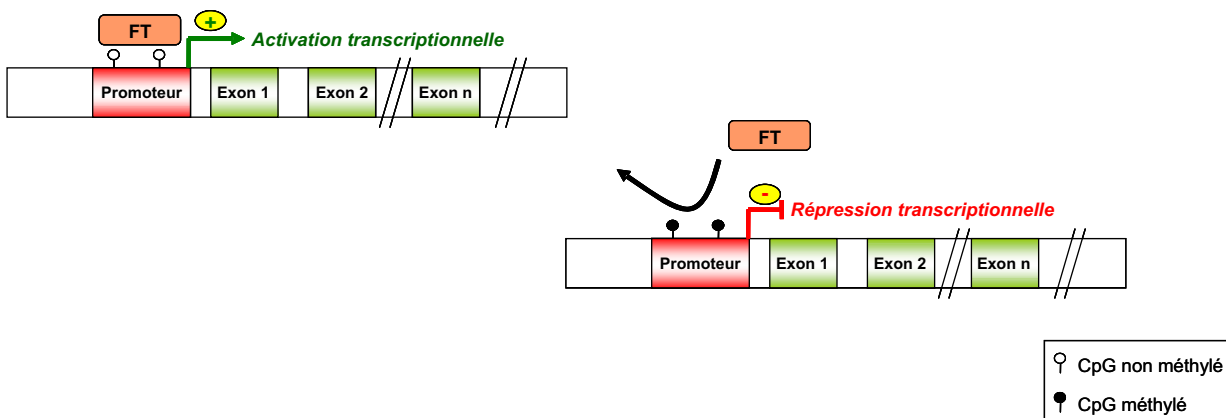 FT
+
Activation transcriptionnelle
Promoteur
Exon 1
Exon 2
Exon n
FT
-
Répression transcriptionnelle
Promoteur
Exon 1
Exon 2
Exon n
CpG non méthylé
CpG méthylé